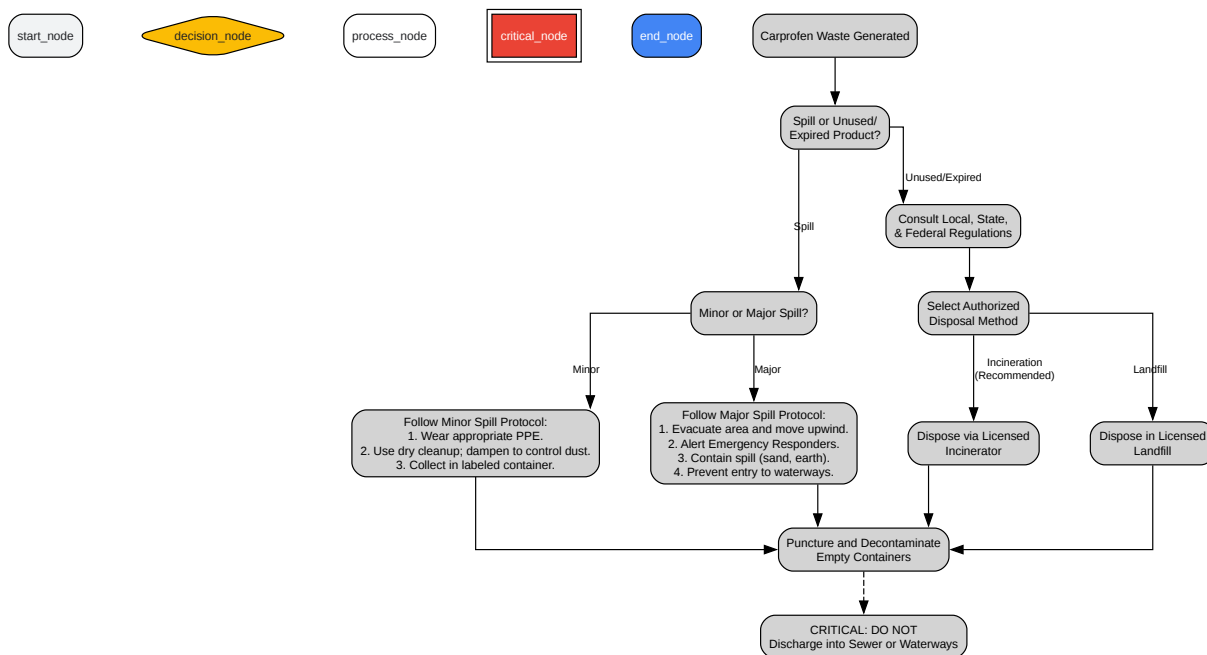 start_node
decision_node
process_node
critical_node
end_node
Carprofen Waste Generated
Spill or Unused/
Expired Product?
Unused/Expired
Spill
Consult Local, State,
& Federal Regulations
Minor or Major Spill?
Select Authorized
Disposal Method
Minor
Major
Incineration
(Recommended)
Landfill
Follow Minor Spill Protocol:
1. Wear appropriate PPE.
2. Use dry cleanup; dampen to control dust.
3. Collect in labeled container.
Follow Major Spill Protocol:
1. Evacuate area and move upwind.
2. Alert Emergency Responders.
3. Contain spill (sand, earth).
4. Prevent entry to waterways.
Dispose via Licensed
Incinerator
Dispose in Licensed
Landfill
Puncture and Decontaminate
Empty Containers
CRITICAL: DO NOT
Discharge into Sewer or Waterways